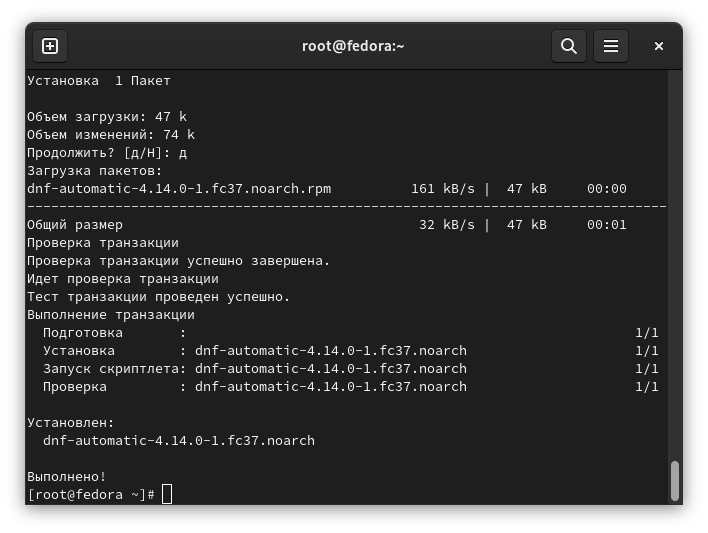 root@fedora:~
Установка  1 Пакет
Объем загрузки: 47 k
Объем изменений: 74 k
Продолжить? [д/Н]: д
Загрузка пакетов:
dnf-automatic-4.14.0-1.fc37.noarch.rpm          161 kB/s |  47 kB     00:00
--------------------------------------------------------------------------------
Общий размер                                     32 kB/s |  47 kB     00:01
Проверка транзакции
Проверка транзакции успешно завершена.
Идет проверка транзакции
Тест транзакции проведен успешно.
Выполнение транзакции
  Подготовка       :                                                        1/1
  Установка        : dnf-automatic-4.14.0-1.fc37.noarch                     1/1
  Запуск скриптлета: dnf-automatic-4.14.0-1.fc37.noarch                     1/1
  Проверка         : dnf-automatic-4.14.0-1.fc37.noarch                     1/1
Установлен:
  dnf-automatic-4.14.0-1.fc37.noarch
Выполнено!
[root@fedora ~]#